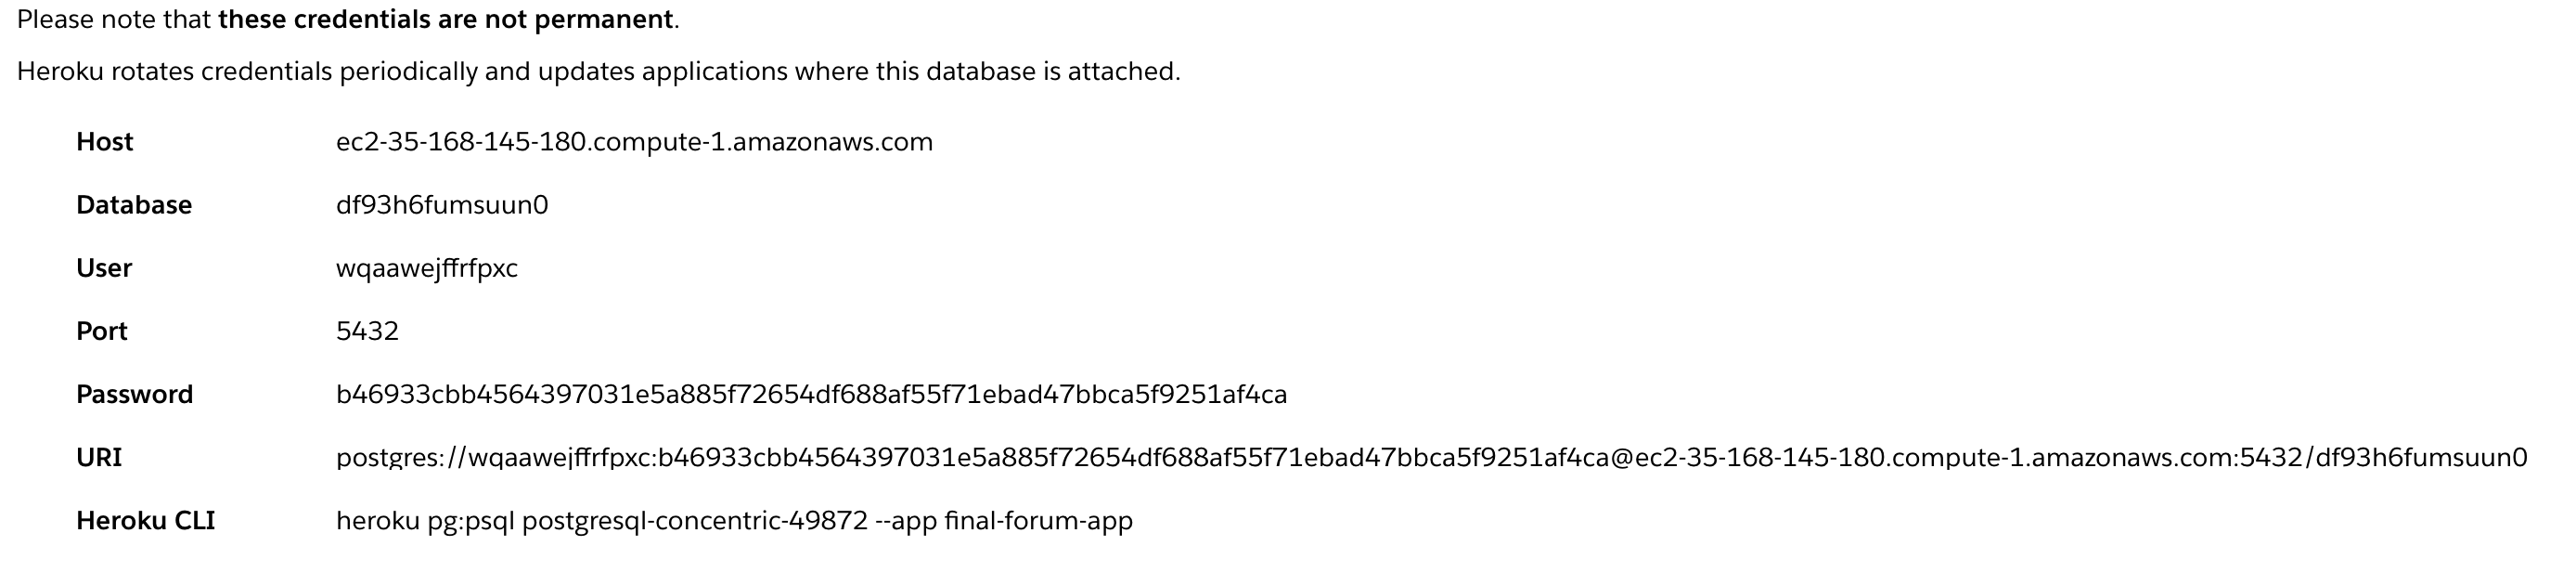 Please note that these credentials are not permanent.
Heroku rotates credentials periodically and updates applications where this database is attached.
Host ec2-35-168-145-180.compute-1.amazonaws.com
Database df93h6fumsuun0
User wqaawejffrfpxc
Port 5432
Password b46933cbb4564397031e5a885f72654df688af55f71ebad47bbca5f9251af4ca
URI postgres://wqaawejffrfpxc:b46933cbb4564397031e5a885f72654df688af55f71ebad47bbca5f9251af4ca@ec2-35-168-145-180.compute-1.amazonaws.com:5432/df93h6fumsuun0
Heroku CLI heroku pg:psql postgresql-concentric-49872 --app final-forum-app